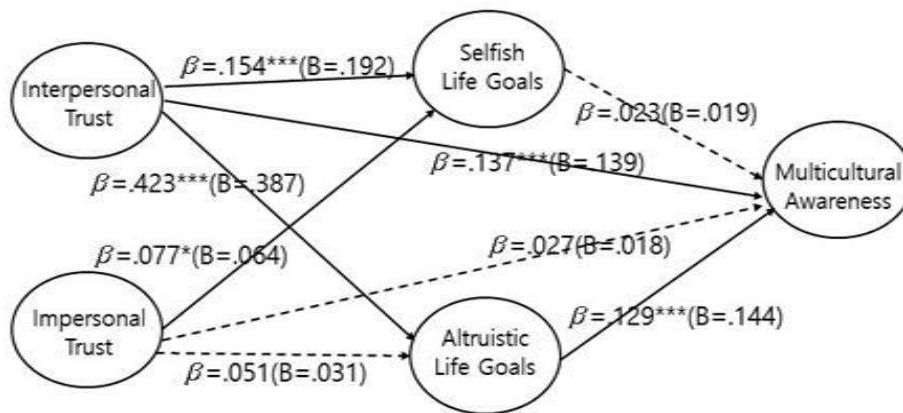 Selfish
Life Goals
β=.154***(B=.192)
Interpersonal
Trust
β=.023(B=.019)
β=.137***(B=.139)
Multicultural
Awareness
β=.423***(B=.387)
β=.077*(B=.064)
β=.027(B=.018)
Impersonal
Trust
β=.129***(B=.144)
Altruistic
Life Goals
β=.051(B=.031)